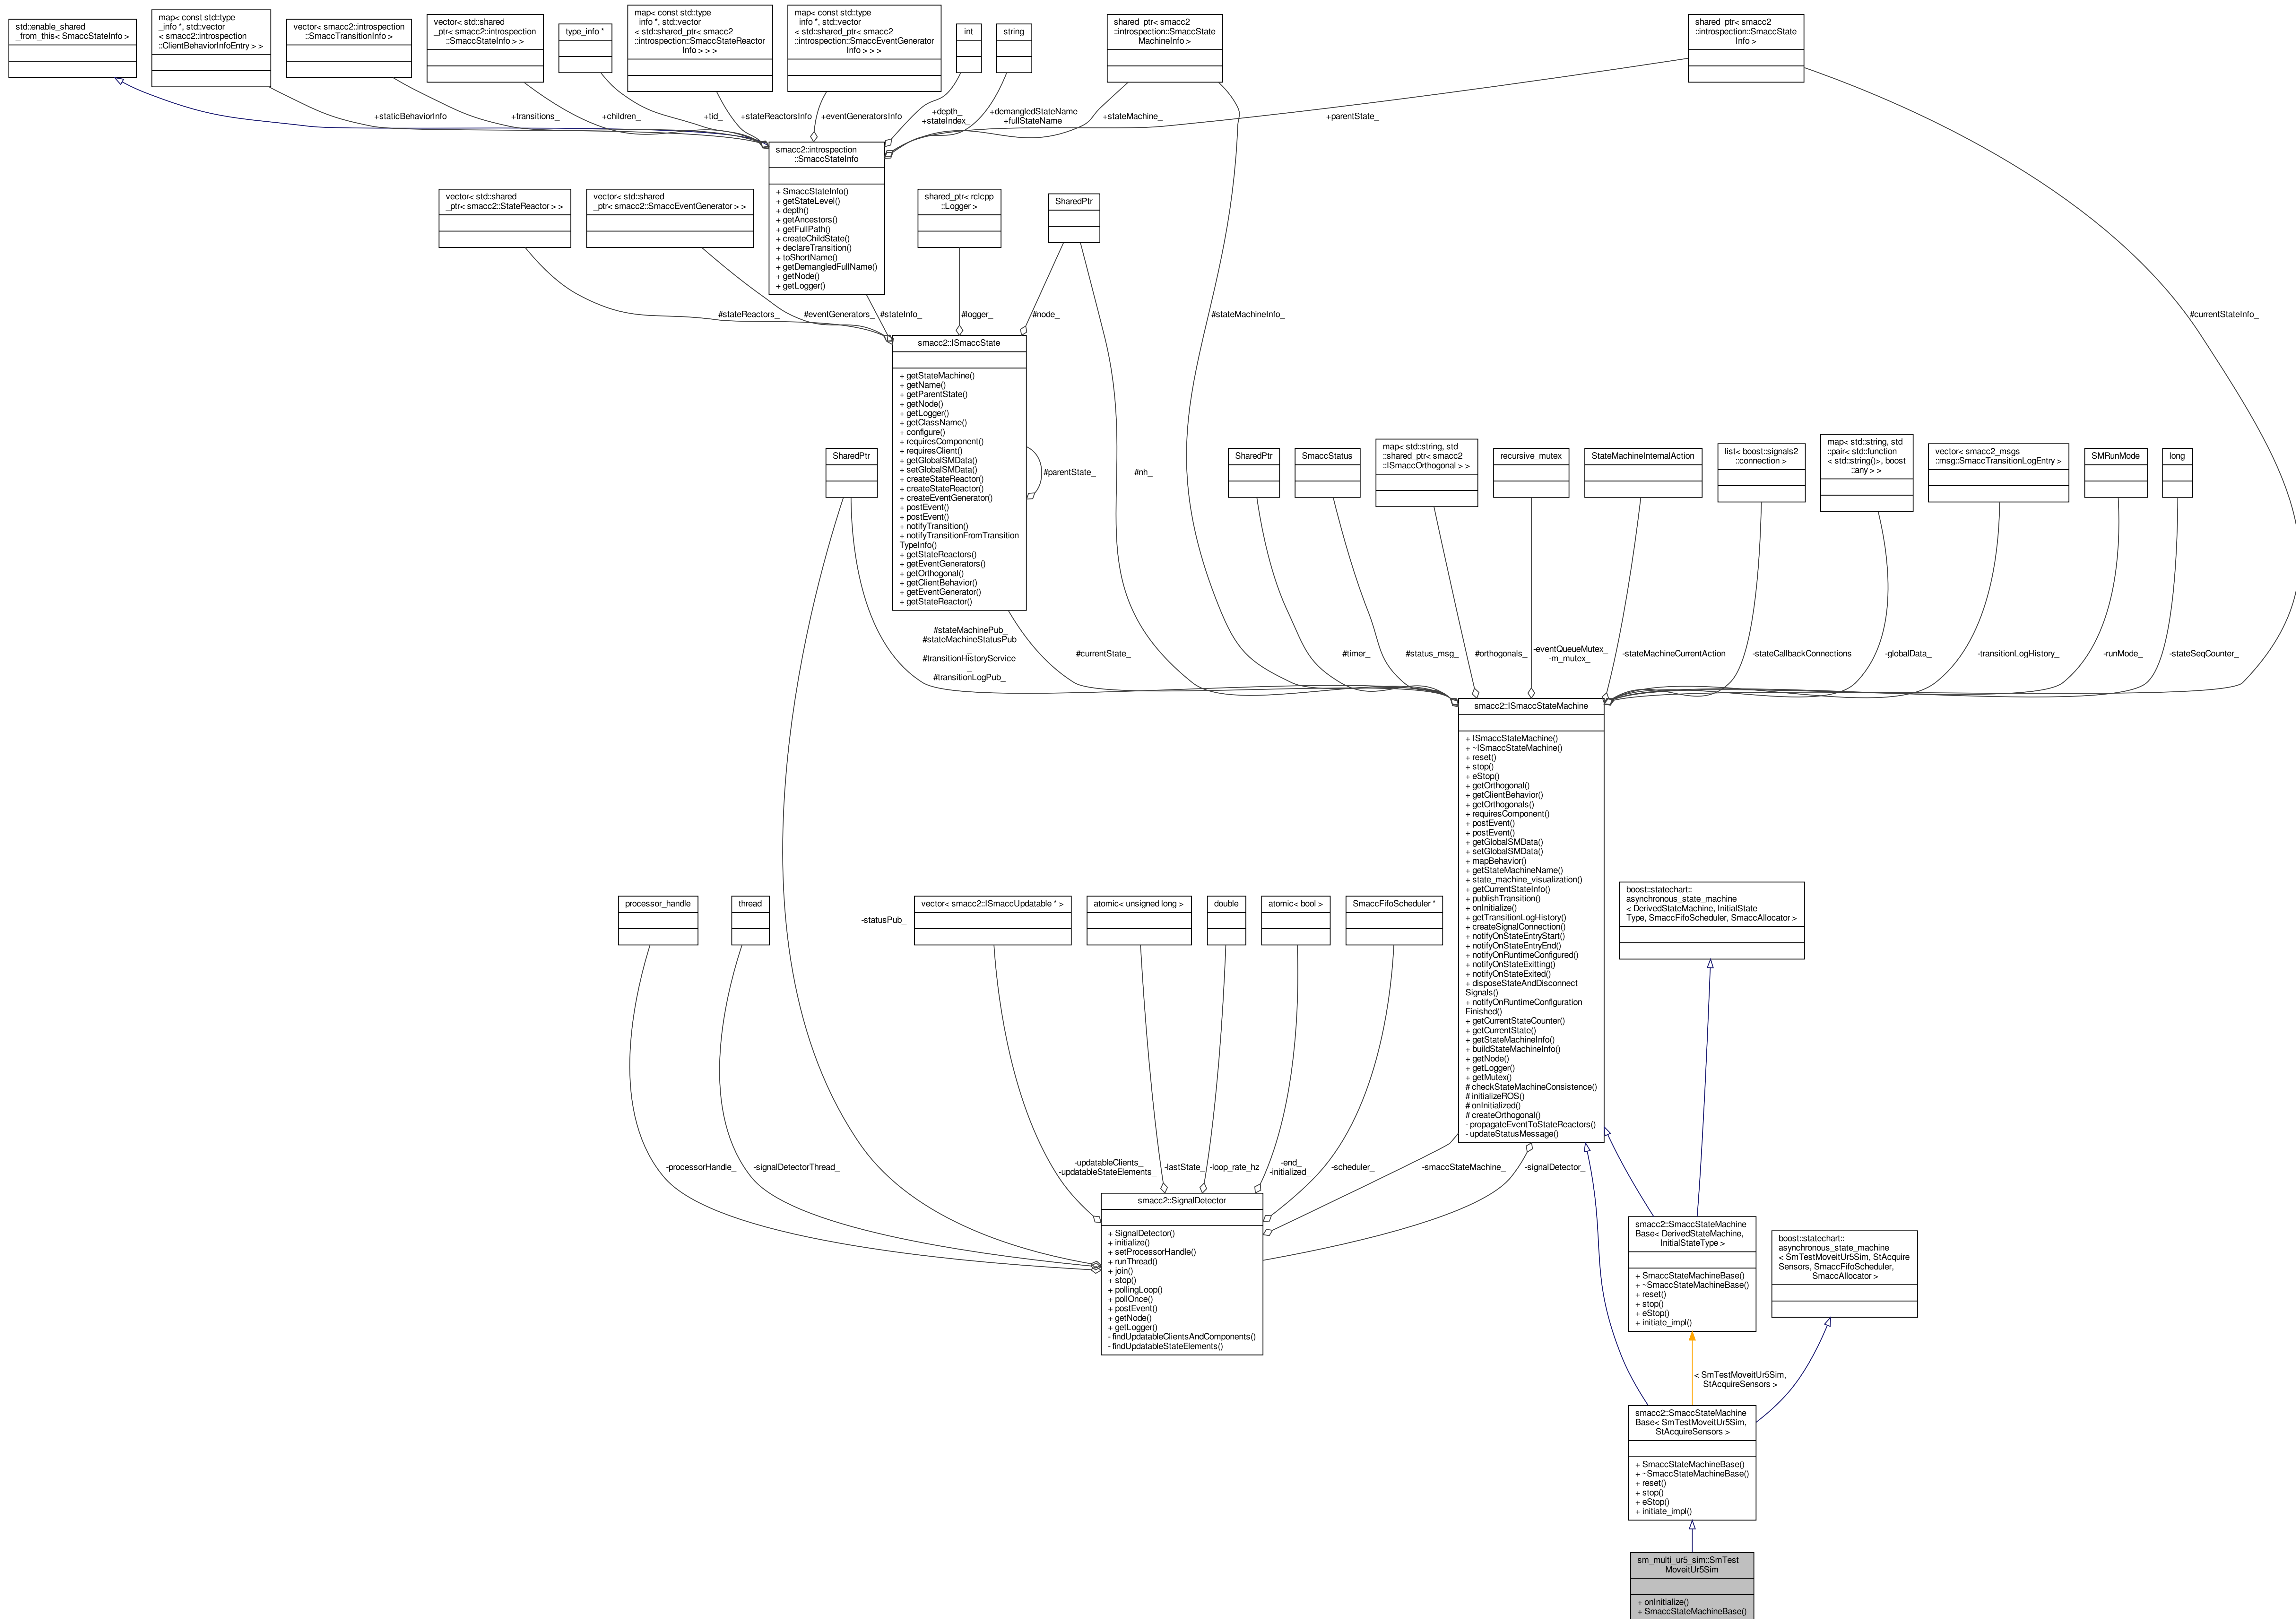 std::enable_shared
_from_this< SmaccStateInfo >
map< const std::type
_info *, std::vector
< smacc2::introspection
::ClientBehaviorInfoEntry > >
vector< smacc2::introspection
::SmaccTransitionInfo >
vector< std::shared
_ptr< smacc2::introspection
::SmaccStateInfo > >
type_info *
map< const std::type
_info *, std::vector
< std::shared_ptr< smacc2
::introspection::SmaccStateReactor
Info > > >
map< const std::type
_info *, std::vector
< std::shared_ptr< smacc2
::introspection::SmaccEventGenerator
Info > > >
int
string
shared_ptr< smacc2
::introspection::SmaccState
MachineInfo >
shared_ptr< smacc2
::introspection::SmaccState
Info >
+staticBehaviorInfo
+transitions_
+children_
+tid_
+stateReactorsInfo
+eventGeneratorsInfo
+depth_
+stateIndex_
+demangledStateName
+fullStateName
+stateMachine_
+parentState_
smacc2::introspection
::SmaccStateInfo
+ SmaccStateInfo()
+ getStateLevel()
+ depth()
+ getAncestors()
+ getFullPath()
+ createChildState()
+ declareTransition()
+ toShortName()
+ getDemangledFullName()
+ getNode()
+ getLogger()
vector< std::shared
_ptr< smacc2::StateReactor > >
vector< std::shared
_ptr< smacc2::SmaccEventGenerator > >
shared_ptr< rclcpp
::Logger >
SharedPtr
#stateReactors_
#eventGenerators_
#stateInfo_
#logger_
#node_
#stateMachineInfo_
#currentStateInfo_
smacc2::ISmaccState
+ getStateMachine()
+ getName()
+ getParentState()
+ getNode()
+ getLogger()
+ getClassName()
+ configure()
+ requiresComponent()
+ requiresClient()
+ getGlobalSMData()
+ setGlobalSMData()
+ createStateReactor()
+ createStateReactor()
+ createEventGenerator()
+ postEvent()
+ postEvent()
+ notifyTransition()
+ notifyTransitionFromTransition
TypeInfo()
+ getStateReactors()
+ getEventGenerators()
+ getOrthogonal()
+ getClientBehavior()
+ getEventGenerator()
+ getStateReactor()
#parentState_
#nh_
SharedPtr
SharedPtr
SmaccStatus
map< std::string, std
::shared_ptr< smacc2
::ISmaccOrthogonal > >
recursive_mutex
StateMachineInternalAction
list< boost::signals2
::connection >
map< std::string, std
::pair< std::function
< std::string()>, boost
::any > >
vector< smacc2_msgs
::msg::SmaccTransitionLogEntry >
SMRunMode
long
#stateMachinePub_
#stateMachineStatusPub
_
#transitionHistoryService
_
#transitionLogPub_
#currentState_
#timer_
#status_msg_
#orthogonals_
-eventQueueMutex_
-m_mutex_
-stateMachineCurrentAction
-stateCallbackConnections
-globalData_
-transitionLogHistory_
-runMode_
-stateSeqCounter_
smacc2::ISmaccStateMachine
+ ISmaccStateMachine()
+ ~ISmaccStateMachine()
+ reset()
+ stop()
+ eStop()
+ getOrthogonal()
+ getClientBehavior()
+ getOrthogonals()
+ requiresComponent()
+ postEvent()
+ postEvent()
+ getGlobalSMData()
+ setGlobalSMData()
+ mapBehavior()
+ getStateMachineName()
+ state_machine_visualization()
+ getCurrentStateInfo()
+ publishTransition()
+ onInitialize()
+ getTransitionLogHistory()
+ createSignalConnection()
+ notifyOnStateEntryStart()
+ notifyOnStateEntryEnd()
+ notifyOnRuntimeConfigured()
+ notifyOnStateExitting()
+ notifyOnStateExited()
+ disposeStateAndDisconnect
Signals()
+ notifyOnRuntimeConfiguration
Finished()
+ getCurrentStateCounter()
+ getCurrentState()
+ getStateMachineInfo()
+ buildStateMachineInfo()
+ getNode()
+ getLogger()
+ getMutex()
# checkStateMachineConsistence()
# initializeROS()
# onInitialized()
# createOrthogonal()
- propagateEventToStateReactors()
- updateStatusMessage()
processor_handle
thread
-statusPub_
vector< smacc2::ISmaccUpdatable * >
atomic< unsigned long >
double
atomic< bool >
SmaccFifoScheduler *
boost::statechart::
asynchronous_state_machine
< DerivedStateMachine, InitialState
Type, SmaccFifoScheduler, SmaccAllocator >
-processorHandle_
-signalDetectorThread_
-updatableClients_
-updatableStateElements_
-lastState_
-loop_rate_hz
-end_
-initialized_
-scheduler_
-smaccStateMachine_
-signalDetector_
smacc2::SignalDetector
+ SignalDetector()
+ initialize()
+ setProcessorHandle()
+ runThread()
+ join()
+ stop()
+ pollingLoop()
+ pollOnce()
+ postEvent()
+ getNode()
+ getLogger()
- findUpdatableClientsAndComponents()
- findUpdatableStateElements()
smacc2::SmaccStateMachine
Base< DerivedStateMachine,
InitialStateType >
+ SmaccStateMachineBase()
+ ~SmaccStateMachineBase()
+ reset()
+ stop()
+ eStop()
+ initiate_impl()
boost::statechart::
asynchronous_state_machine
< SmTestMoveitUr5Sim, StAcquire
Sensors, SmaccFifoScheduler,
SmaccAllocator >
< SmTestMoveitUr5Sim,
StAcquireSensors >
smacc2::SmaccStateMachine
Base< SmTestMoveitUr5Sim,
StAcquireSensors >
+ SmaccStateMachineBase()
+ ~SmaccStateMachineBase()
+ reset()
+ stop()
+ eStop()
+ initiate_impl()
sm_multi_ur5_sim::SmTest
MoveitUr5Sim
+ onInitialize()
+ SmaccStateMachineBase()